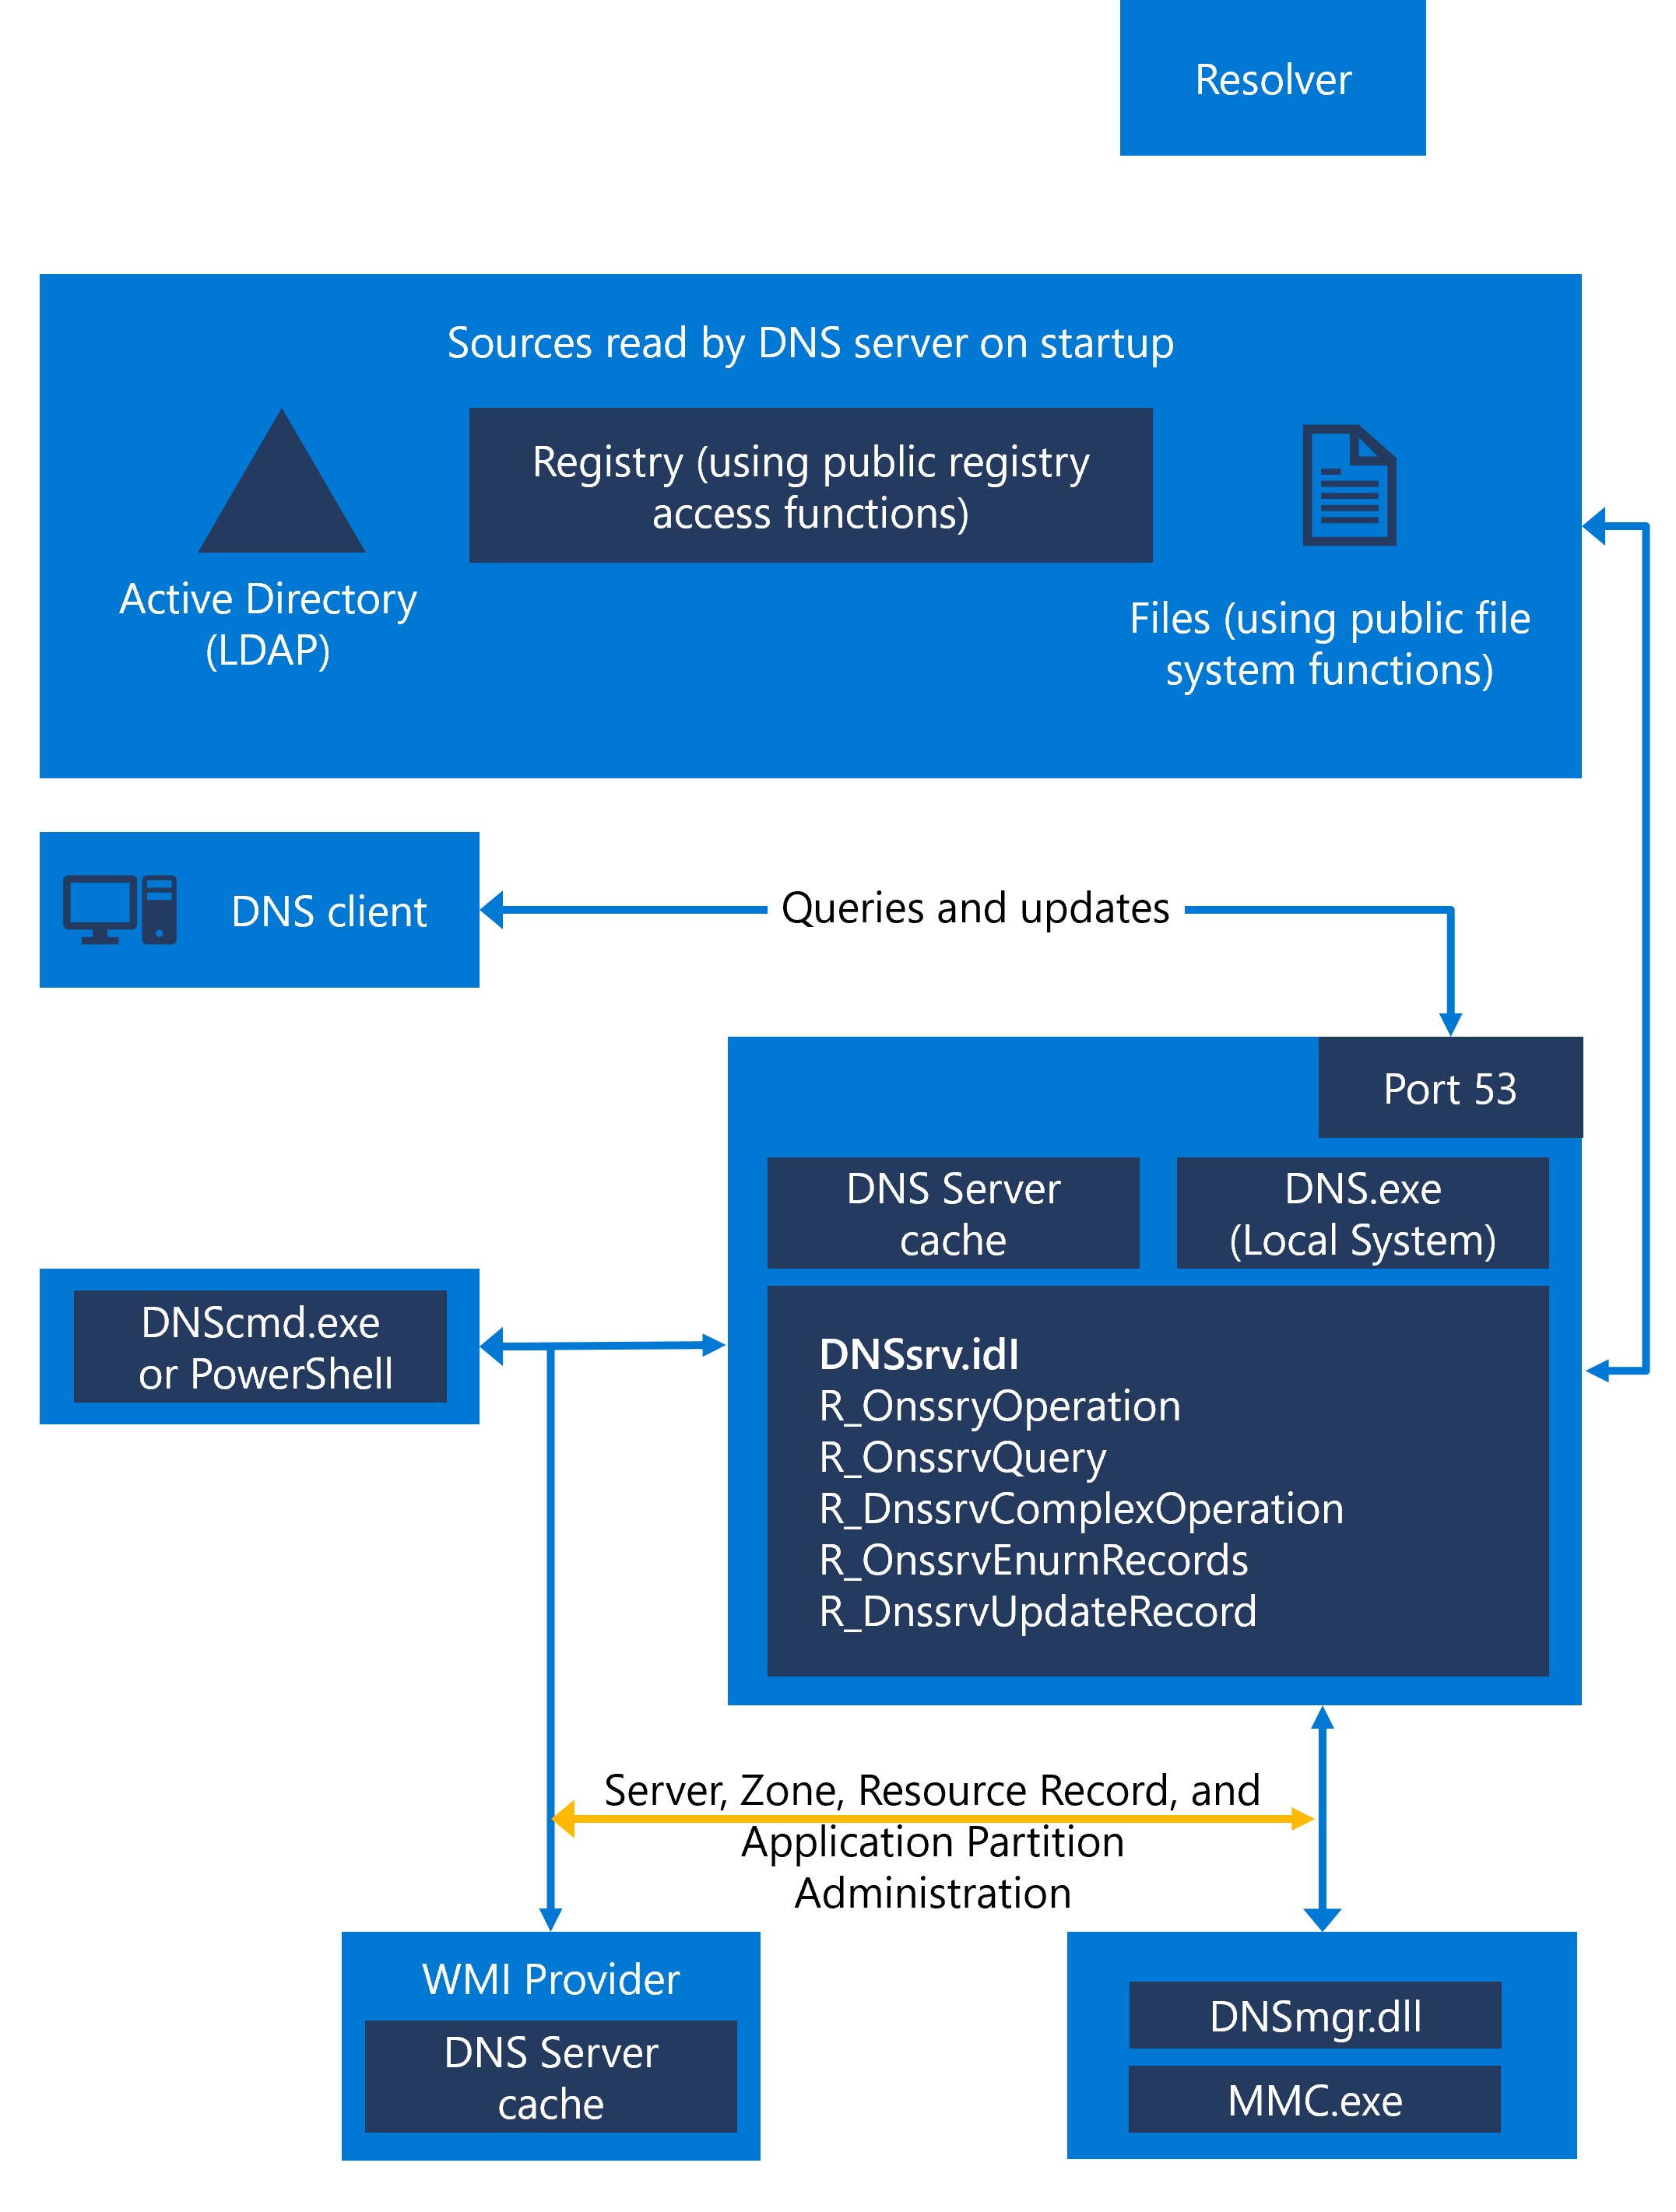 Resolver
Sources read by DNS server on startup
Registry (using public registry
access functions)
Active Directory
(LDAP)
Files (using public file
system functions)
DNS client
Queries and updates
Port 53
DNS Server
cache
DNS.exe
(Local System)
DNScmd.exe
or PowerShell
DNSsrv.idl
R_OnssryOperation
R_OnssrvQuery
R_DnssrvComplexOperation
R_OnssrvEnurnRecords
R_DnssrvUpdateRecord
Server, Zone, Resource Record, and
Application Partition
Administration
WMI Provider
DNS Server
cache
DNSmgr.dll
MMC.exe